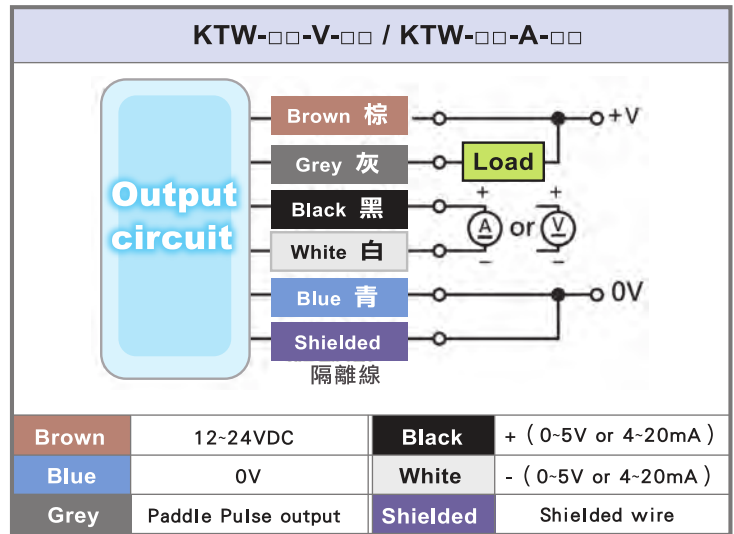 KTW-□□-V-□□ / KTW-□□-A-□□
Output
circuit
Brown 棕
+V
Grey 灰
Load
Black 黑
+ +
A or V
White 白
- -
Blue 青
0V
Shielded
隔離線
Brown 12~24VDC Black + ( 0~5V or 4~20mA )
Blue 0V White - ( 0~5V or 4~20mA )
Grey Paddle Pulse output Shielded Shielded wire